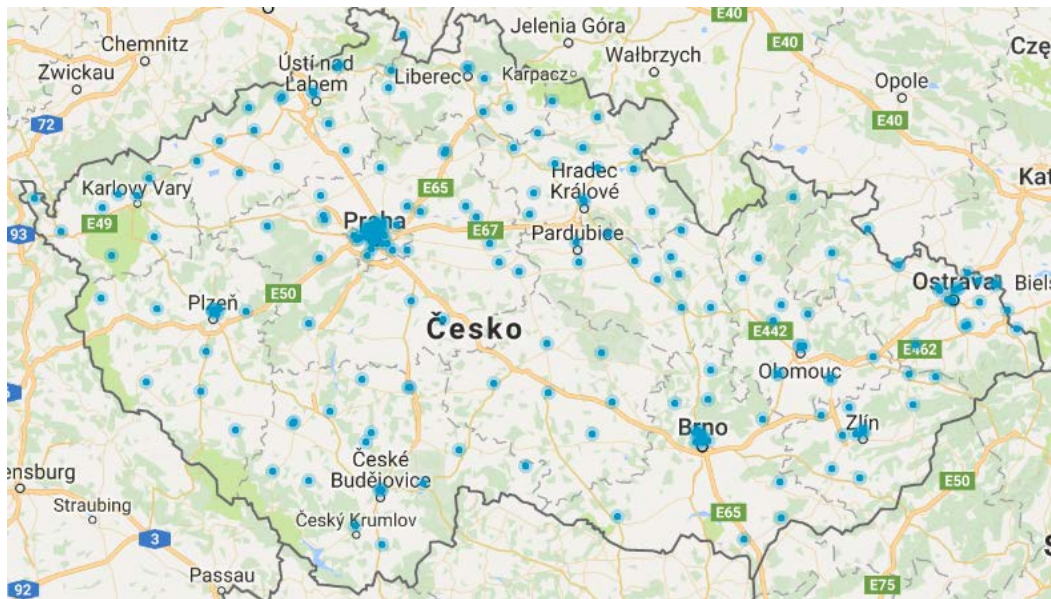 E40
Jelenia Góra
Chemnitz
E40
Wałbrzych
Częs
Ústí nad
Labem
Liberec
Karpacz
Zwickau
Opole
72
E40
Karlovy Vary
E65
Hradec
Králové
Kat
E49
Praha
E67
93
Pardubice
Ostrava
Biels
E50
Plzeň
Česko
E442
E462
Olomouc
Brno
Zlín
ensburg
České
Budějovice
E50
Straubing
Český Krumlov
E65
3
Passau
92
E75